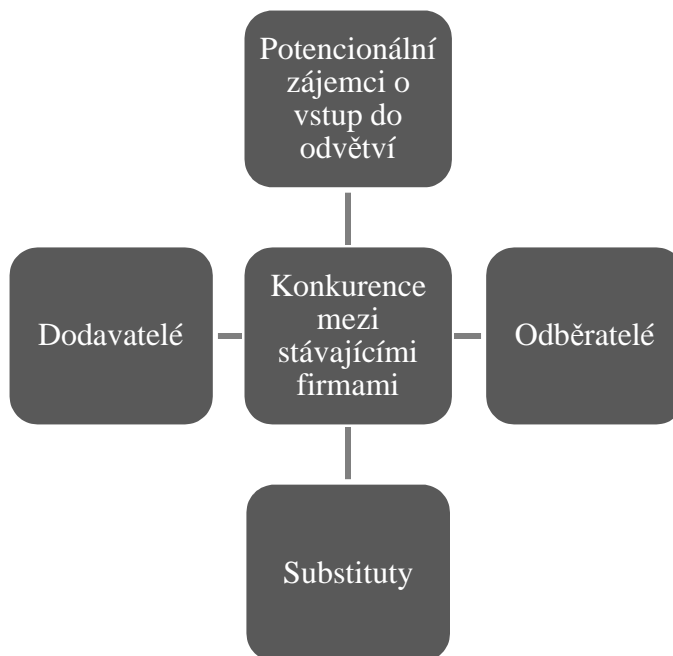 Potencionální
zájemci o
vstup do
odvětví
Dodavatelé
Konkurence
mezi
stávajícími
firmami
Odběratelé
Substituty